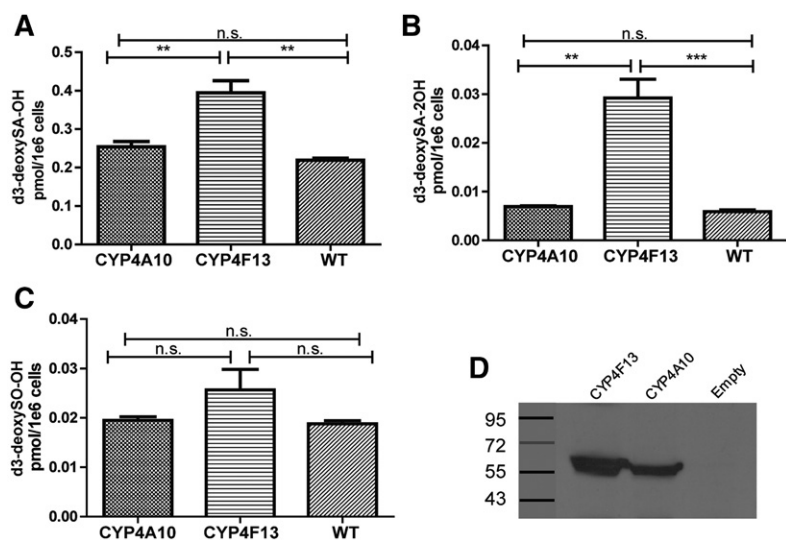 A
n.s.
** **
d3-deoxySA-OH
pmol/1e6 cells
0.5
0.4
0.3
0.2
0.1
0.0
CYP4A10 CYP4F13 WT
B
n.s.
** ***
d3-deoxySA-2OH
pmol/1e6 cells
0.04
0.03
0.02
0.01
0.00
CYP4A10 CYP4F13 WT
C
n.s.
n.s. n.s.
d3-deoxySO-OH
pmol/1e6 cells
0.04
0.03
0.02
0.01
0.00
CYP4A10 CYP4F13 WT
D
CYP4F13 CYP4A10 Empty
95
72
55
43